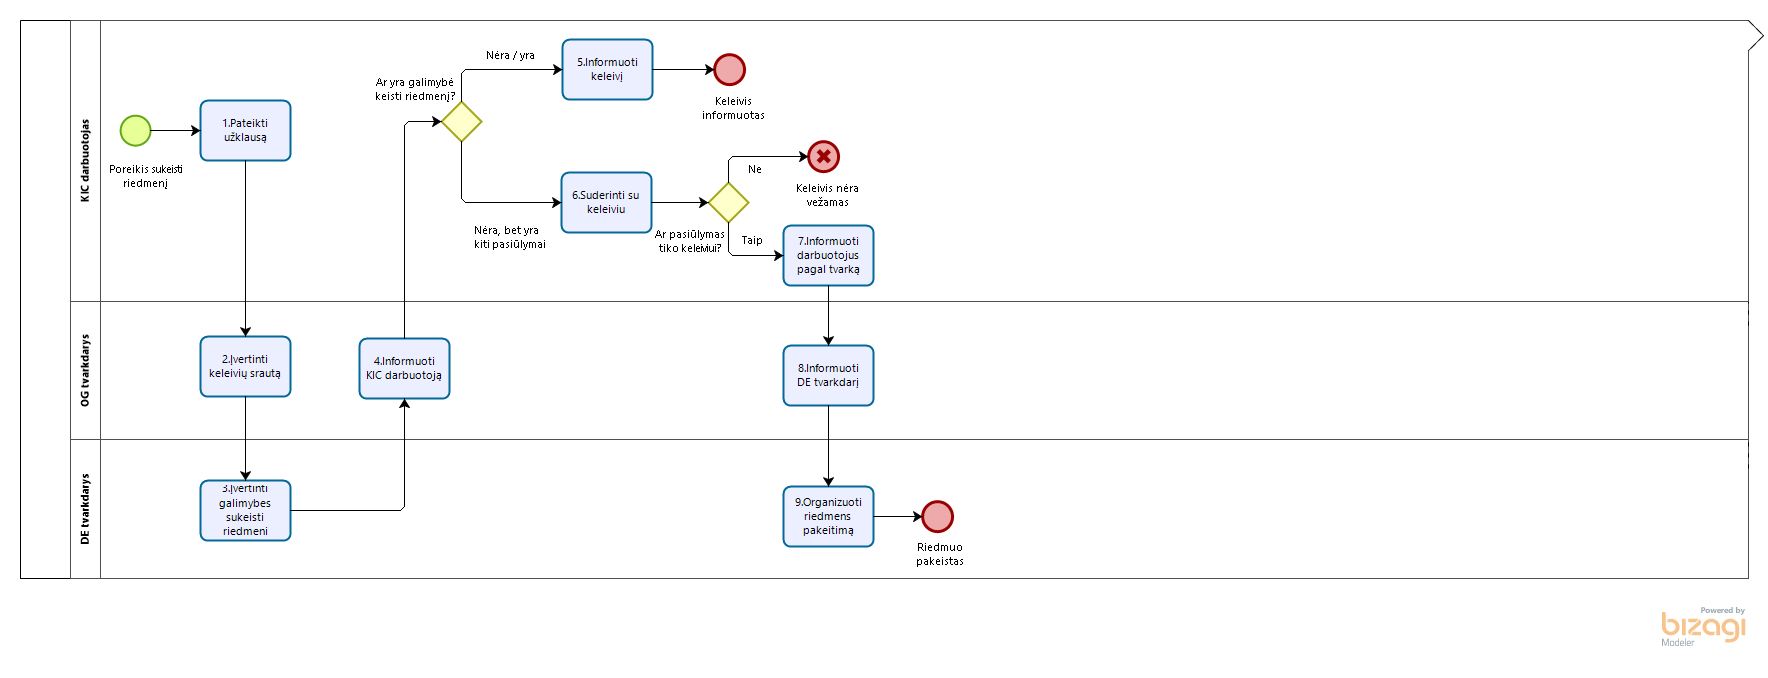 KIC darbuotojas
Poreikis sukeisti
riedmenį
1.Pateikti
užklausą
Ar yra galimybė
keisti riedmenį?
Nėra / yra
5.Informuoti
keleivį
Keleivis
informuotas
Nėra, bet yra
kiti pasiūlymai
6.Suderinti su
keleiviu
Ar pasiūlymas
tiko keleiviui?
Ne
Keleivis nėra
vežamas
Taip
7.Informuoti
darbuotojus
pagal tvarką
OG tvarkdarys
2.Įvertinti
keleivių srautą
4.Informuoti
KIC darbuotoją
8.Informuoti
DE tvarkdarį
DE tvarkdarys
3.Įvertinti
galimybes
sukeisti
riedmeni
9.Organizuoti
riedmens
pakeitimą
Riedmuo
pakeistas
Powered by
bizagi
Modeler